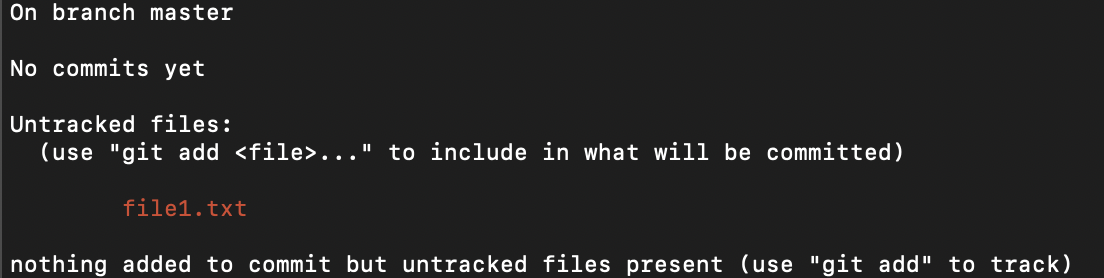 On branch master
No commits yet
Untracked files:
(use "git add <file>..." to include in what will be committed)
file1.txt
nothing added to commit but untracked files present (use "git add" to track)